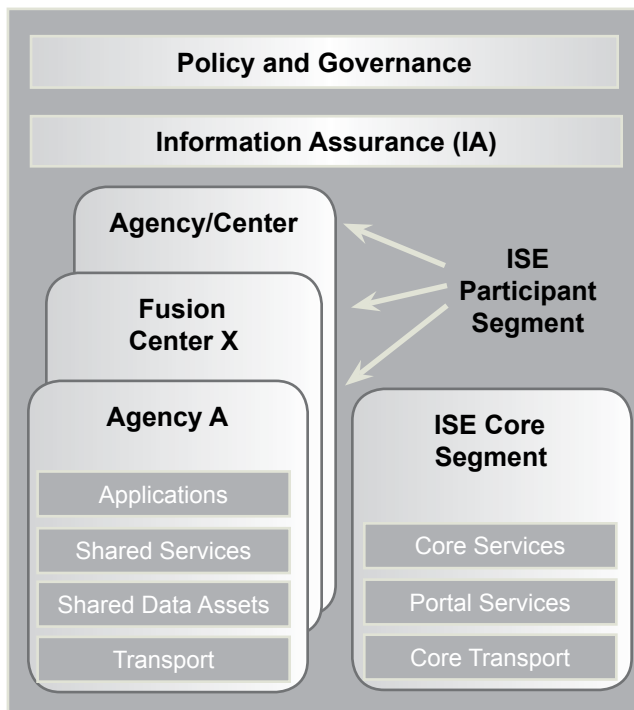 Policy and Governance
Information Assurance (IA)
Agency/Center
ISE
Participant
Segment
Fusion
Center X
Agency A
Applications
Shared Services
Shared Data Assets
Transport
ISE Core
Segment
Core Services
Portal Services
Core Transport